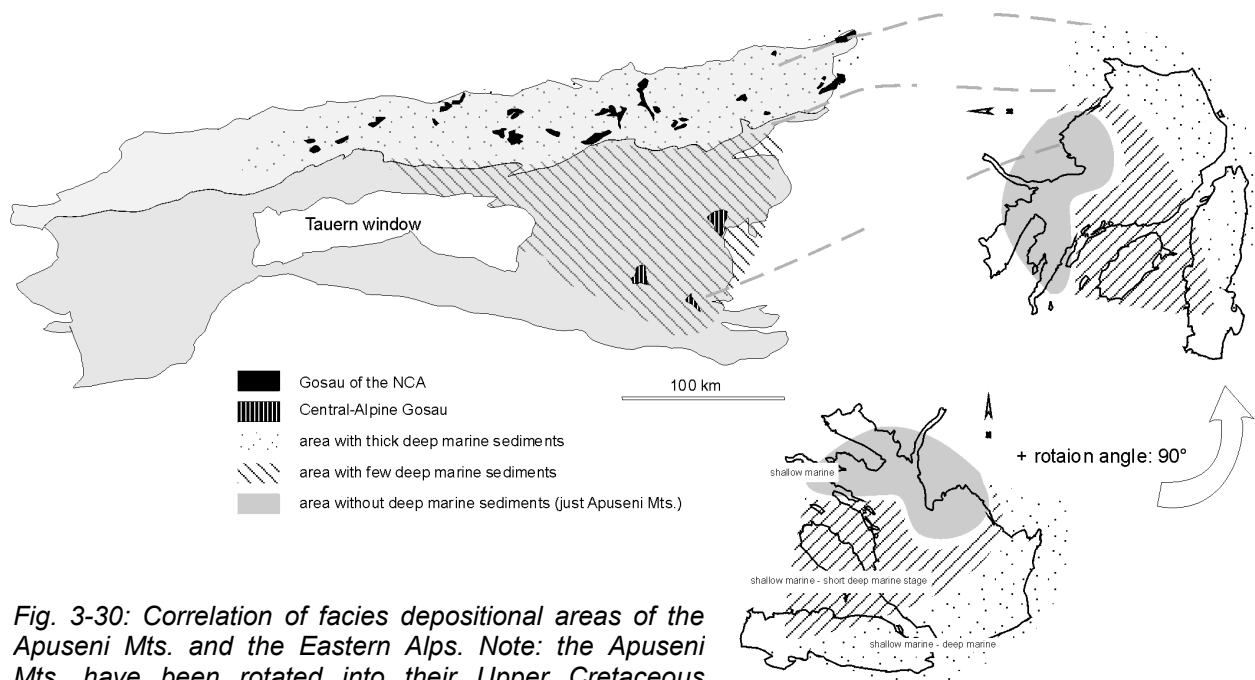 Tauern window
Gosau of the NCA
Central-Alpine Gosau
area with thick deep marine sediments
area with few deep marine sediments
area without deep marine sediments (just Apuseni Mts.)
100 km
+ rotaion angle: 90°
shallow marine
shallow marine - short deep marine stage
shallow marine - deep marine
Fig. 3-30: Correlation of facies depositional areas of the
Apuseni Mts. and the Eastern Alps. Note: the Apuseni
Mts. have been rotated into their Upper Cretaceous